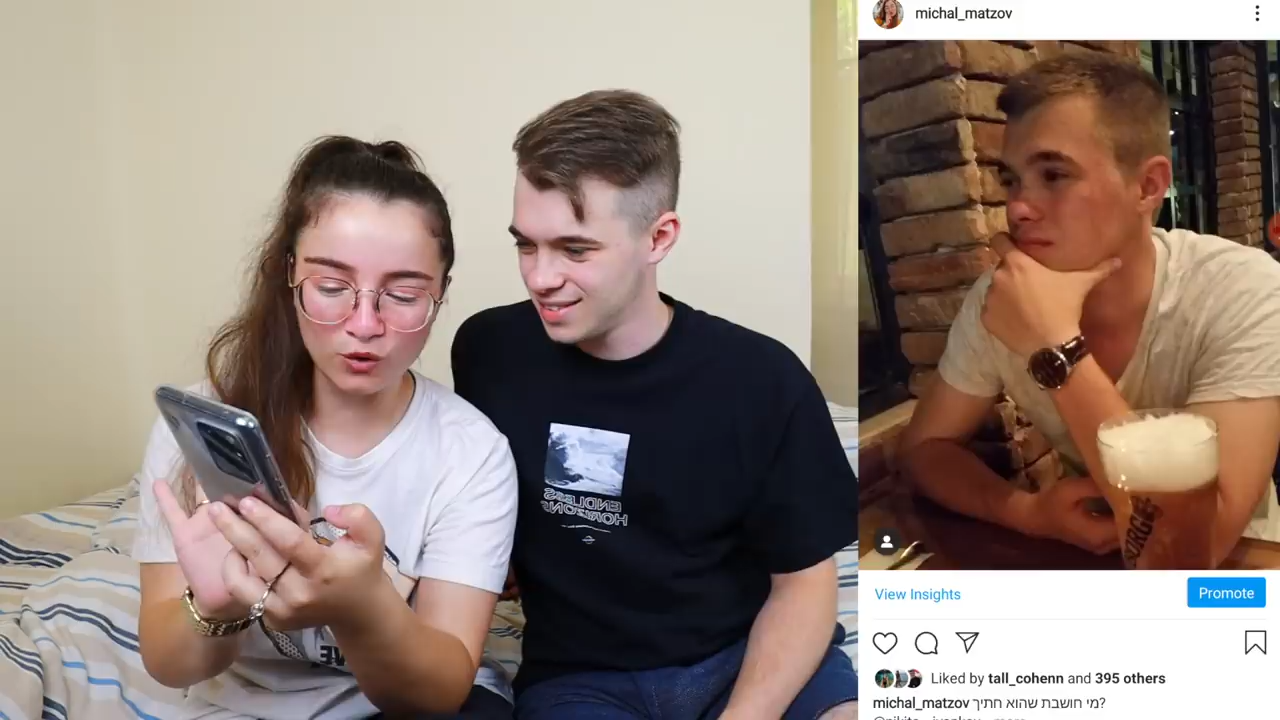 michal_matzov
ENDLESS
HORIZONS
View Insights
Promote
Liked by tall_cohenn and 395 others
michal_matzov מי חושבת שהוא חתיך?